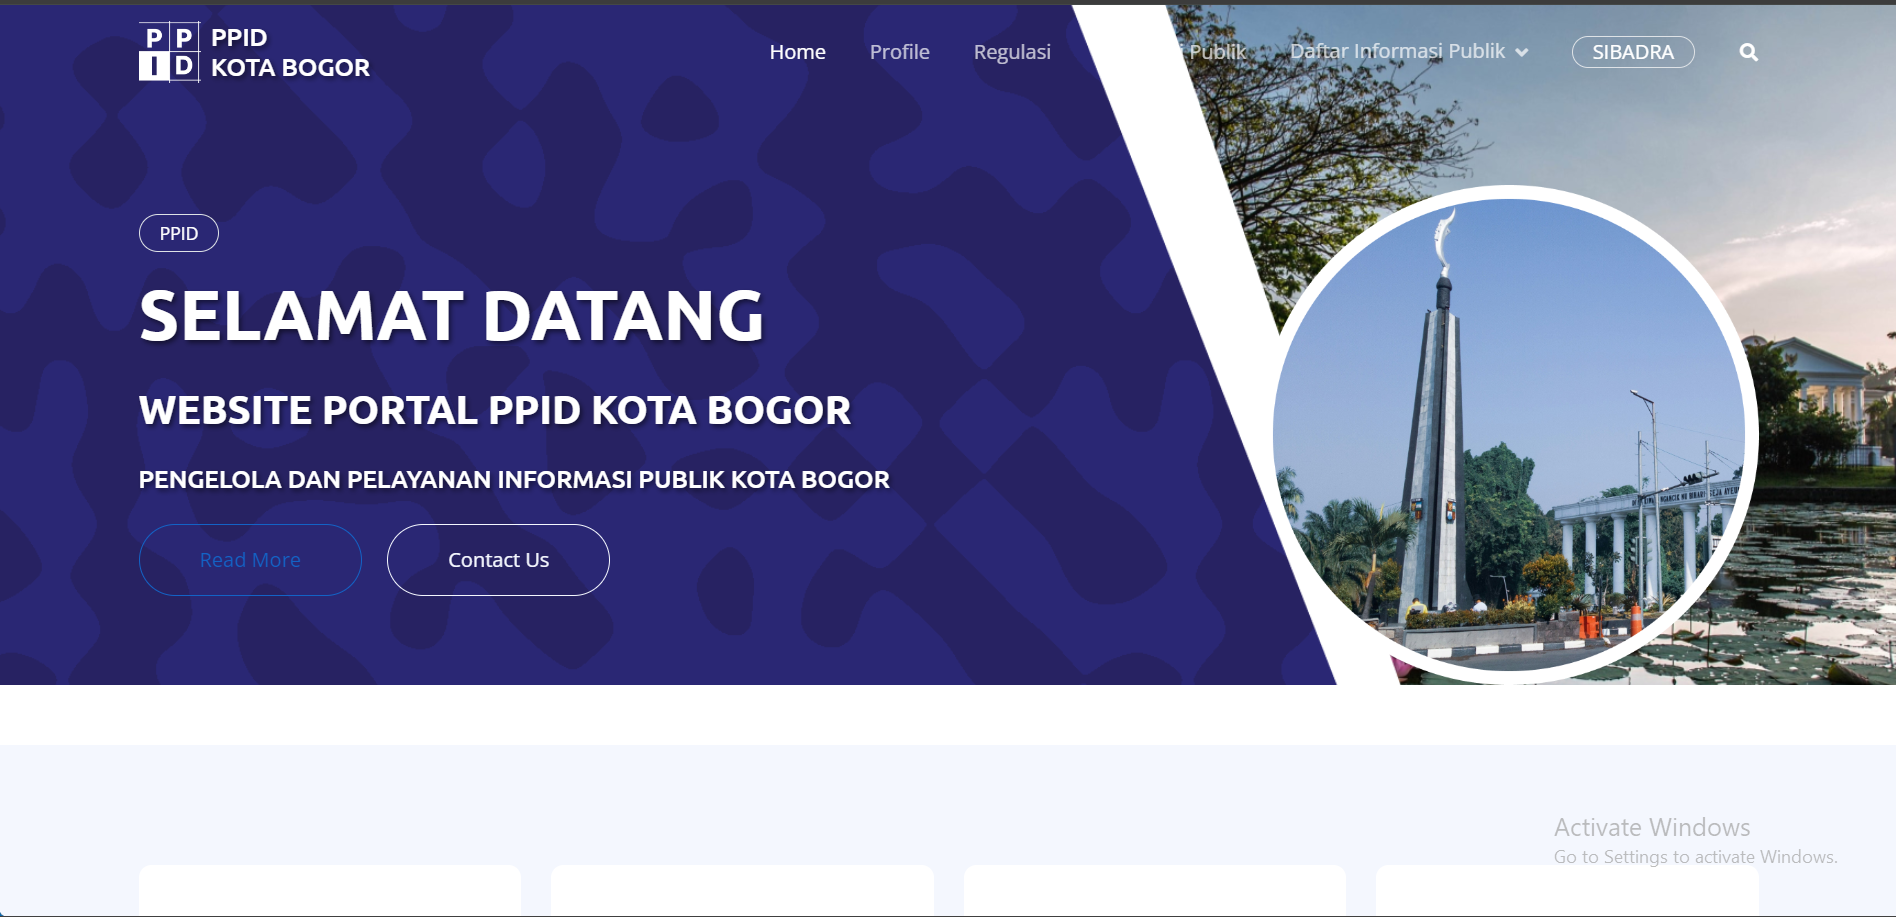 P P
I D
PPID
KOTA BOGOR
Home Profile Regulasi Publik Daftar Informasi Publik SIBADRA
PPID
SELAMAT DATANG
WEBSITE PORTAL PPID KOTA BOGOR
PENGELOLA DAN PELAYANAN INFORMASI PUBLIK KOTA BOGOR
Read More Contact Us
Activate Windows
Go to Settings to activate Windows.